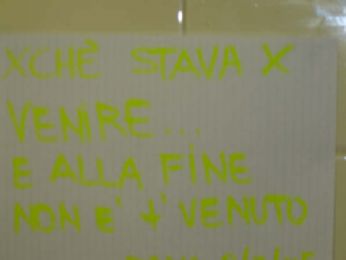 XCHÈ STAVA X
VENIRE...
E ALLA FINE
NON E' +' VENUTO